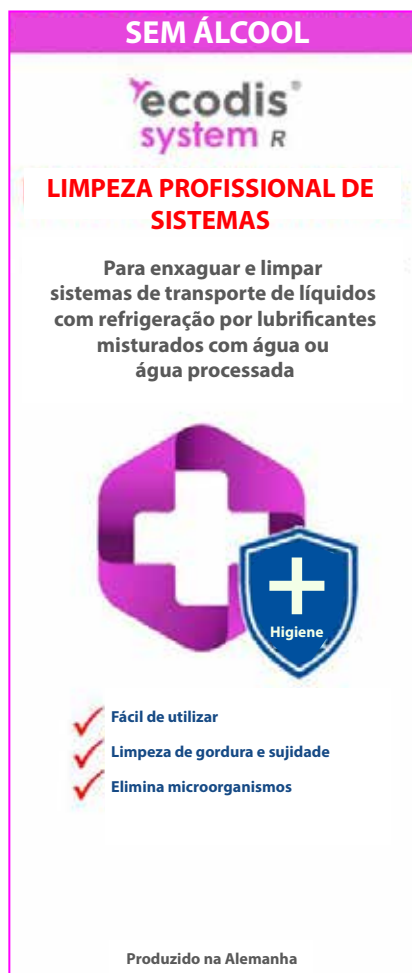 SEM ÁLCOOL
ecodis®
system R
LIMPEZA PROFISSIONAL DE
SISTEMAS
Para enxaguar e limpar
sistemas de transporte de líquidos
com refrigeração por lubrificantes
misturados com água ou
água processada
Higiene
Fácil de utilizar
Limpeza de gordura e sujidade
Elimina microorganismos
Produzido na Alemanha